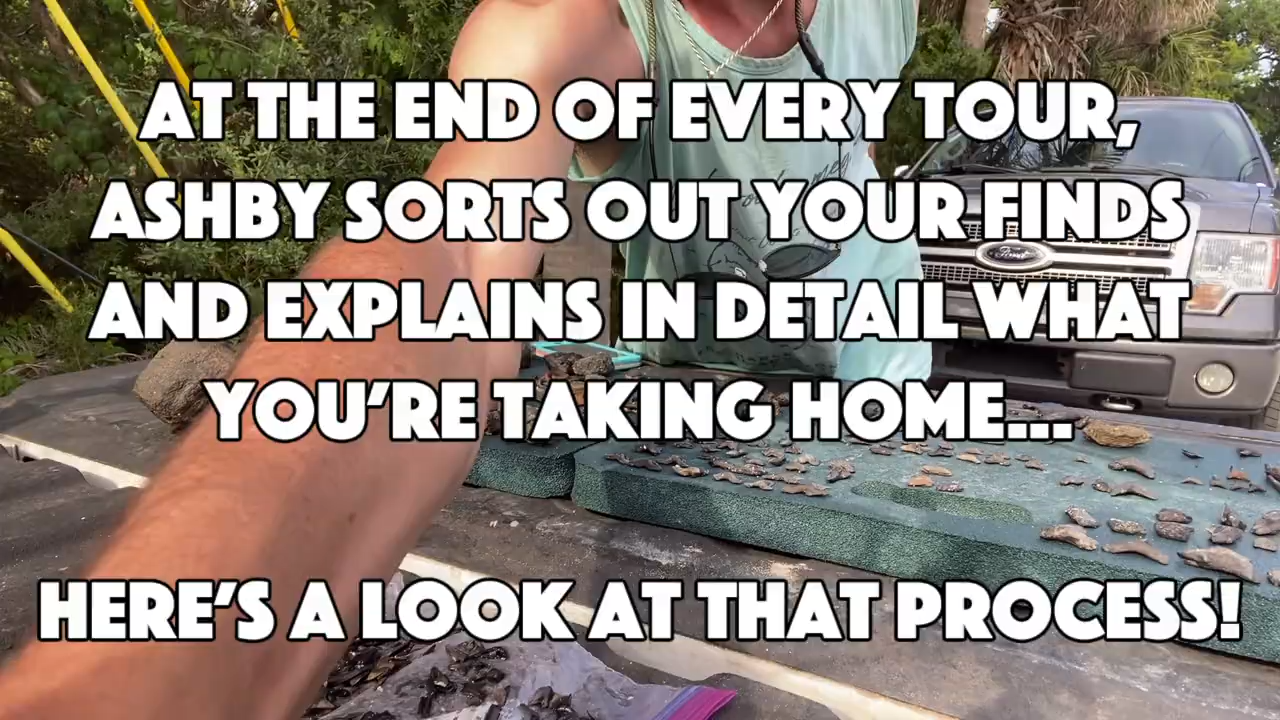 AT THE END OF EVERY TOUR,
ASHBY SORTS OUT YOUR FINDS
AND EXPLAINS IN DETAIL WHAT
YOU'RE TAKING HOME...
HERE'S A LOOK AT THAT PROCESS!
Ford